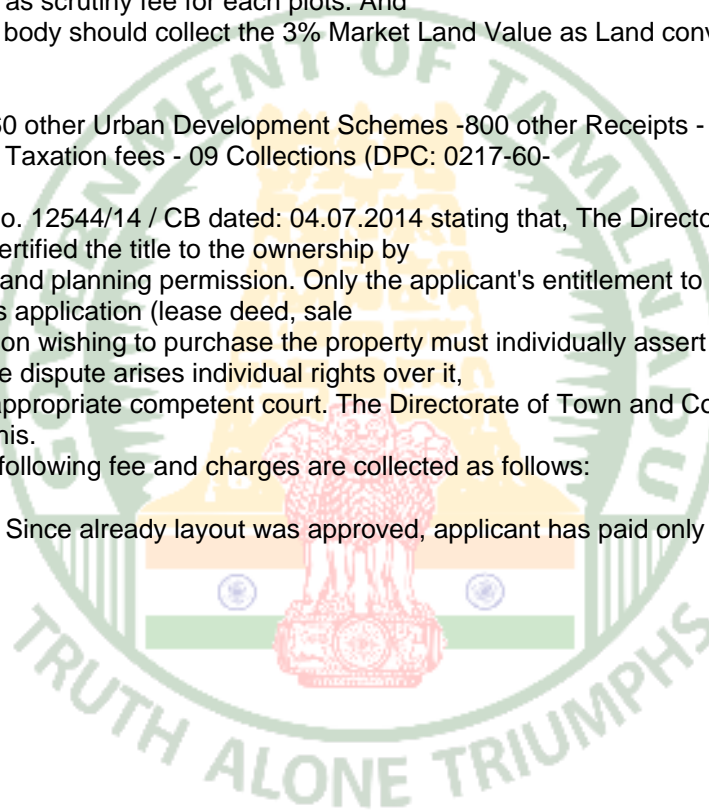 as scrutiny fee for each plots. And
body should collect the 3% Market Land Value as Land conv
60 other Urban Development Schemes -800 other Receipts -
Taxation fees - 09 Collections (DPC: 0217-60-
o. 12544/14 / CB dated: 04.07.2014 stating that, The Directo
ertified the title to the ownership by
and planning permission. Only the applicant's entitlement to
s application (lease deed, sale
on wishing to purchase the property must individually assert
e dispute arises individual rights over it,
appropriate competent court. The Directorate of Town and Co
his.
following fee and charges are collected as follows:
Since already layout was approved, applicant has paid only
GOVERNMENT OF TAMILNADU
TRUTH ALONE TRIUMPHS